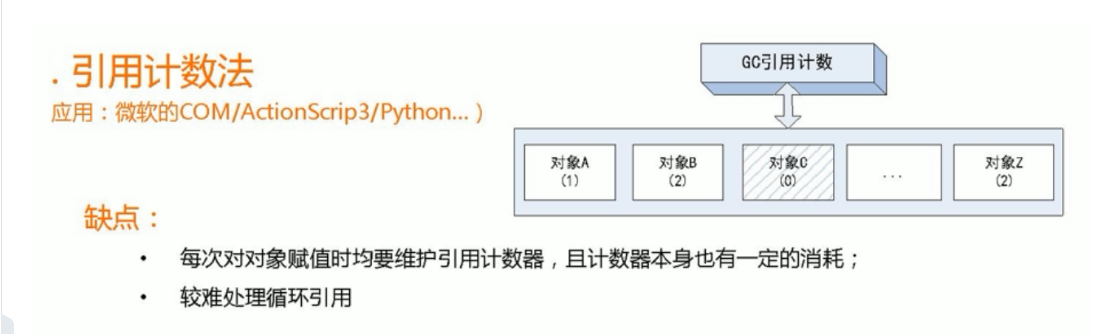 . 引用计数法
应用：微软的COM/ActionScrip3/Python... ）
GC引用计数
对象A
(1)
对象B
(2)
对象C
(0)
...
对象Z
(2)
缺点：
• 每次对对象赋值时均要维护引用计数器，且计数器本身也有一定的消耗；
• 较难处理循环引用